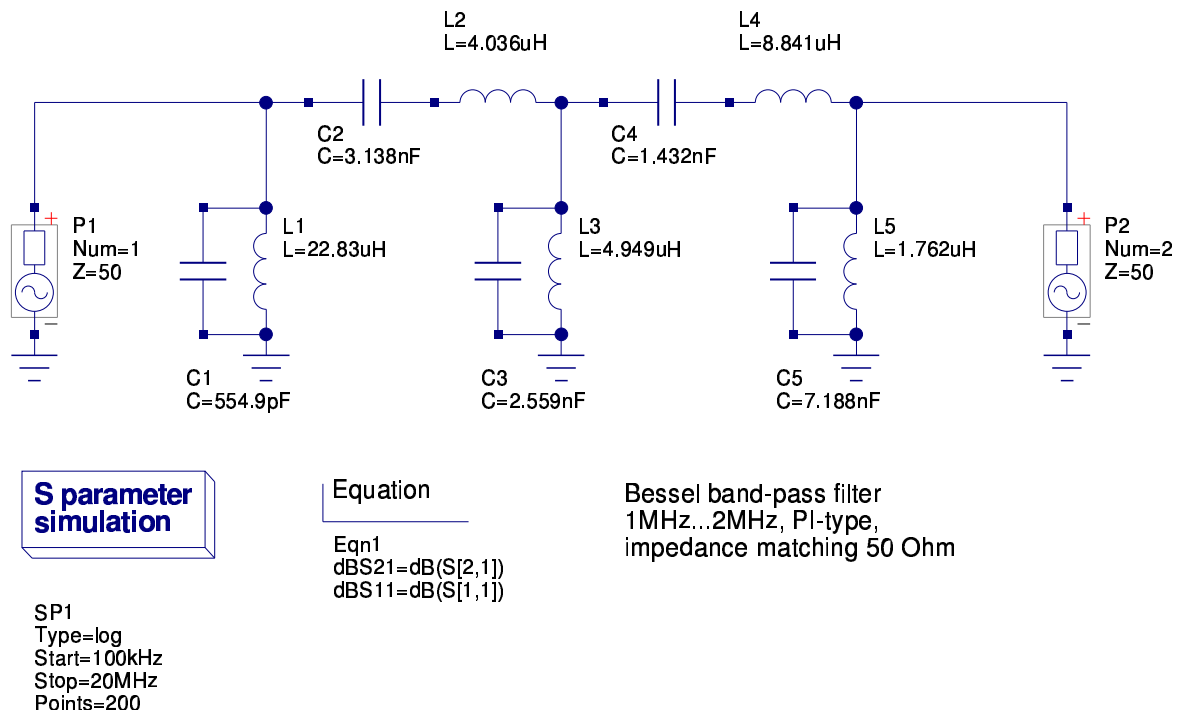 L2
L=4.036uH
L4
L=8.841uH
C2
C=3.138nF
C4
C=1.432nF
P1
Num=1
Z=50
L1
L=22.83uH
L3
L=4.949uH
L5
L=1.762uH
P2
Num=2
Z=50
C1
C=554.9pF
C3
C=2.559nF
C5
C=7.188nF
S parameter
simulation
Equation
Eqn1
dBS21=dB(S[2,1])
dBS11=dB(S[1,1])
Bessel band-pass filter
1MHz...2MHz, PI-type,
impedance matching 50 Ohm
SP1
Type=log
Start=100kHz
Stop=20MHz
Points=200